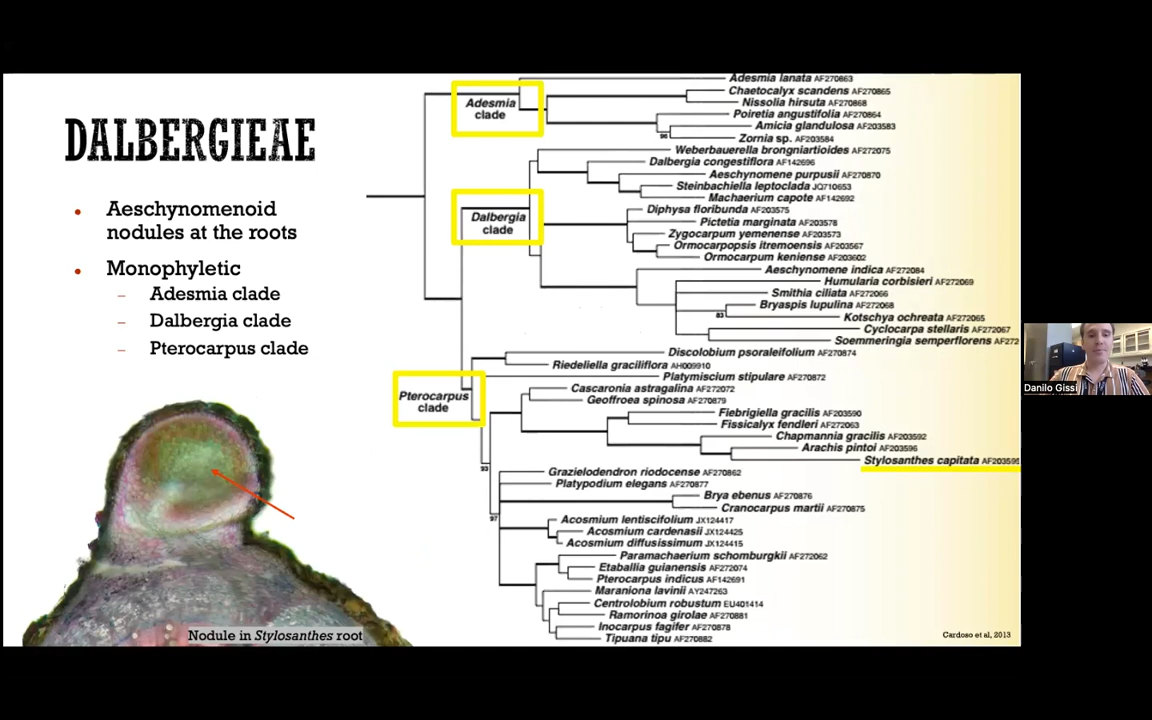 DALBERGIEAE
• Aeschynomenoid
nodules at the roots
• Monophyletic
– Adesmia clade
– Dalbergia clade
– Pterocarpus clade
Nodule in Stylosanthes root
Adesmia
clade
Dalbergia
clade
Pterocarpus
clade
Adesmia lanata AF270863
Chaetocalyx scandens AF270865
Nissolia hirsuta AF270868
Poiretia angustifolia AF270864
Amicia glandulosa AF203583
96
Zornia sp. AF203584
Weberbauerella brongniartioides AF272075
Dalbergia congestiflora AF142696
Aeschynomene purpusii AF270870
Steinbachiella leptoclada JQ710653
Machaerium capote AF142692
Diphysa floribunda AF203575
Pictetia marginata AF203578
Zygocarpum yemenense AF203573
Ormocarpopsis itremoensis AF203567
Ormocarpum keniense AF203602
Aeschynomene indica AF272084
Humularia corbisieri AF272069
Smithia ciliata AF272066
Bryaspis lupulina AF272068
83
Kotschya ochreata AF272065
Cyclocarpa stellaris AF272067
Soemmeringia semperflorens AF272
Discolobium psoraleifolium AF270874
Riedeliella graciliflora AH009910
Platymiscium stipulare AF270872
Cascaronia astragalina AF272072
Geoffroea spinosa AF270879
Fiebrigiella gracilis AF203590
Fissicalyx fendleri AF272063
Chapmannia gracilis AF203592
Arachis pintoi AF203596
Stylosanthes capitata AF203595
93
Grazielodendron riodocense AF270862
Platypodium elegans AF270877
Brya ebenus AF270876
Cranocarpus martii AF270875
97
Acosmium lentiscifolium JX124417
Acosmium cardenasii JX124425
Acosmium diffusissimum JX124415
Paramachaerium schomburgkii AF272062
Etaballia guianensis AF272074
Pterocarpus indicus AF142691
Maraniona lavinii AY247263
Centrolobium robustum EU401414
Ramorinoa girolae AF270881
Inocarpus fagifer AF270878
Tipuana tipu AF270882
Cardoso et al, 2013
Danilo Gissi